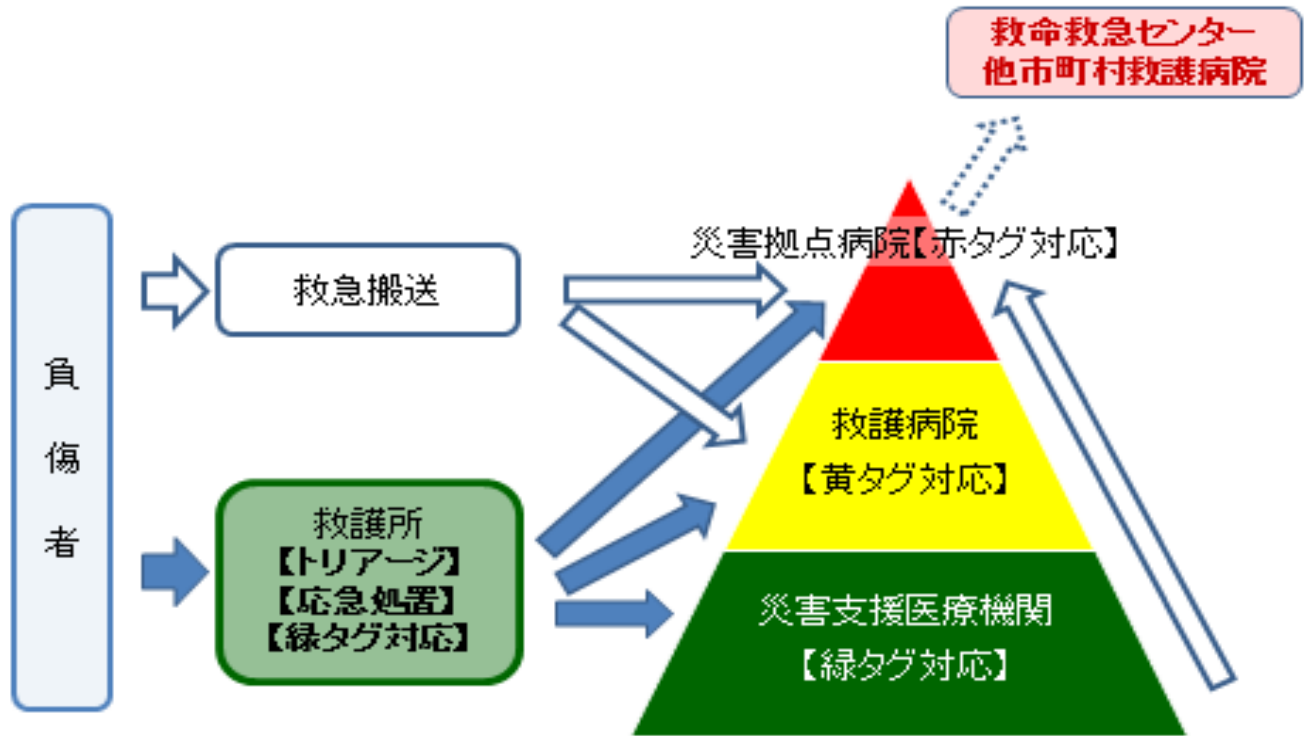 救命救急センター
他市町村救護病院
災害拠点病院【赤タグ対応】
救急搬送
負傷者
救護病院
【黄タグ対応】
救護所
【トリアージ】
【応急処置】
【緑タグ対応】
災害支援医療機関
【緑タグ対応】